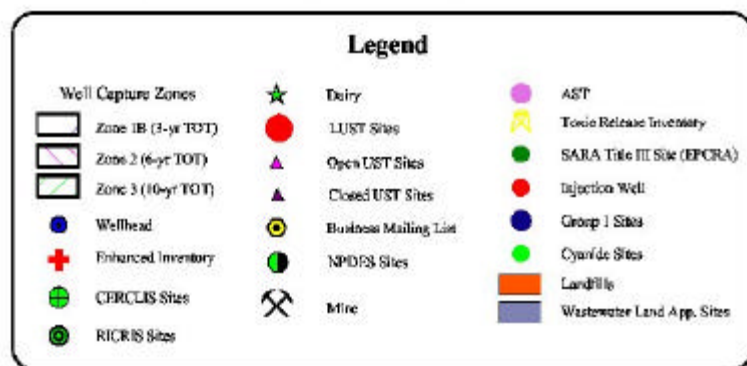 Legend
Well Capture Zones
Zone 1B (3-yr TOT)
Zone 2 (6-yr TOT)
Zone 3 (10-yr TOT)
Wellhead
Enhanced Inventory
CERCLIS Sites
RICRIS Sites
Dairy
LUST Sites
Open UST Sites
Closed UST Sites
Business Mailing List
NPDES Sites
Mine
AST
Toxic Release Inventory
SARA Title III Site (EPCRA)
Injection Well
Group 1 Sites
Cyanide Sites
Landfills
Wastewater Land App. Sites